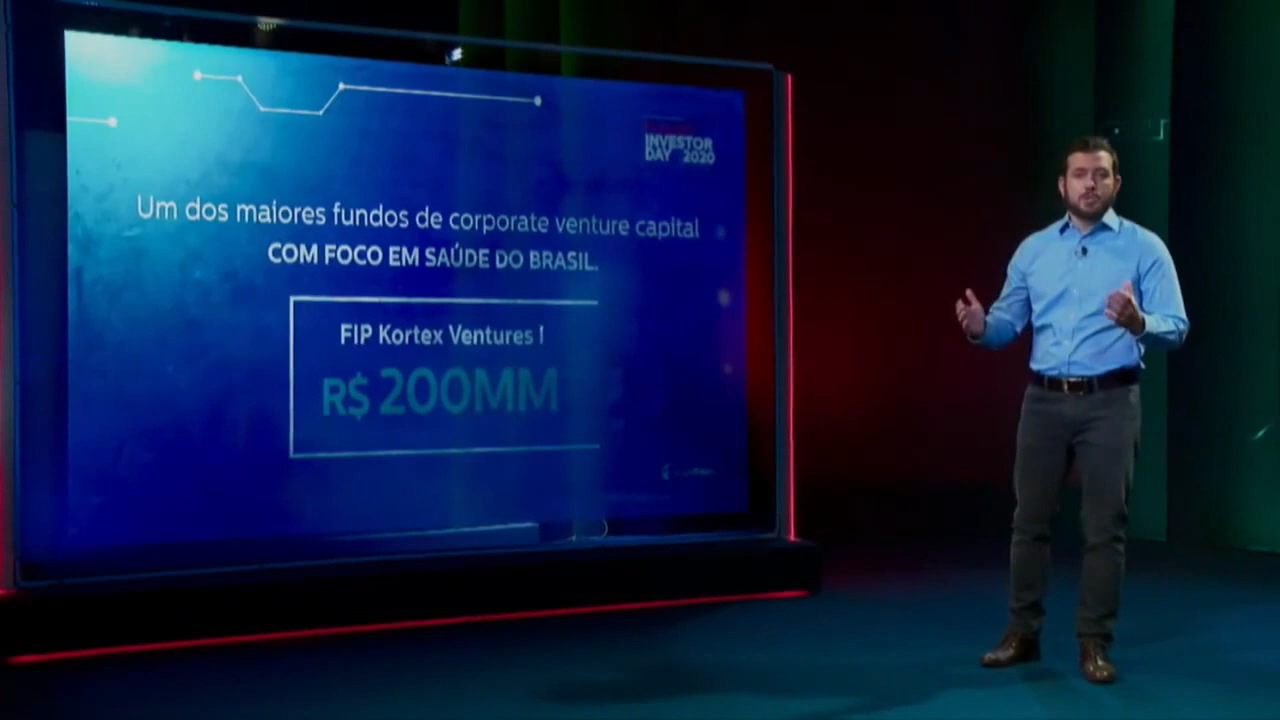 INVESTOR
DAY 2020
Um dos maiores fundos de corporate venture capital
COM FOCO EM SAÚDE DO BRASIL.
FIP Kortex Ventures I
R$ 200MM